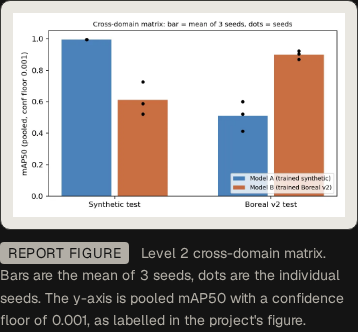 Cross-domain matrix: bar = mean of 3 seeds, dots = seeds
mAP50 (pooled, conf floor 0.001)
1.0
0.8
0.6
0.4
0.2
0.0
Model A (trained synthetic)
Model B (trained Boreal v2)
Synthetic test
Boreal v2 test
REPORT FIGURE Level 2 cross-domain matrix.
Bars are the mean of 3 seeds, dots are the individual
seeds. The y-axis is pooled mAP50 with a confidence
floor of 0.001, as labelled in the project's figure.